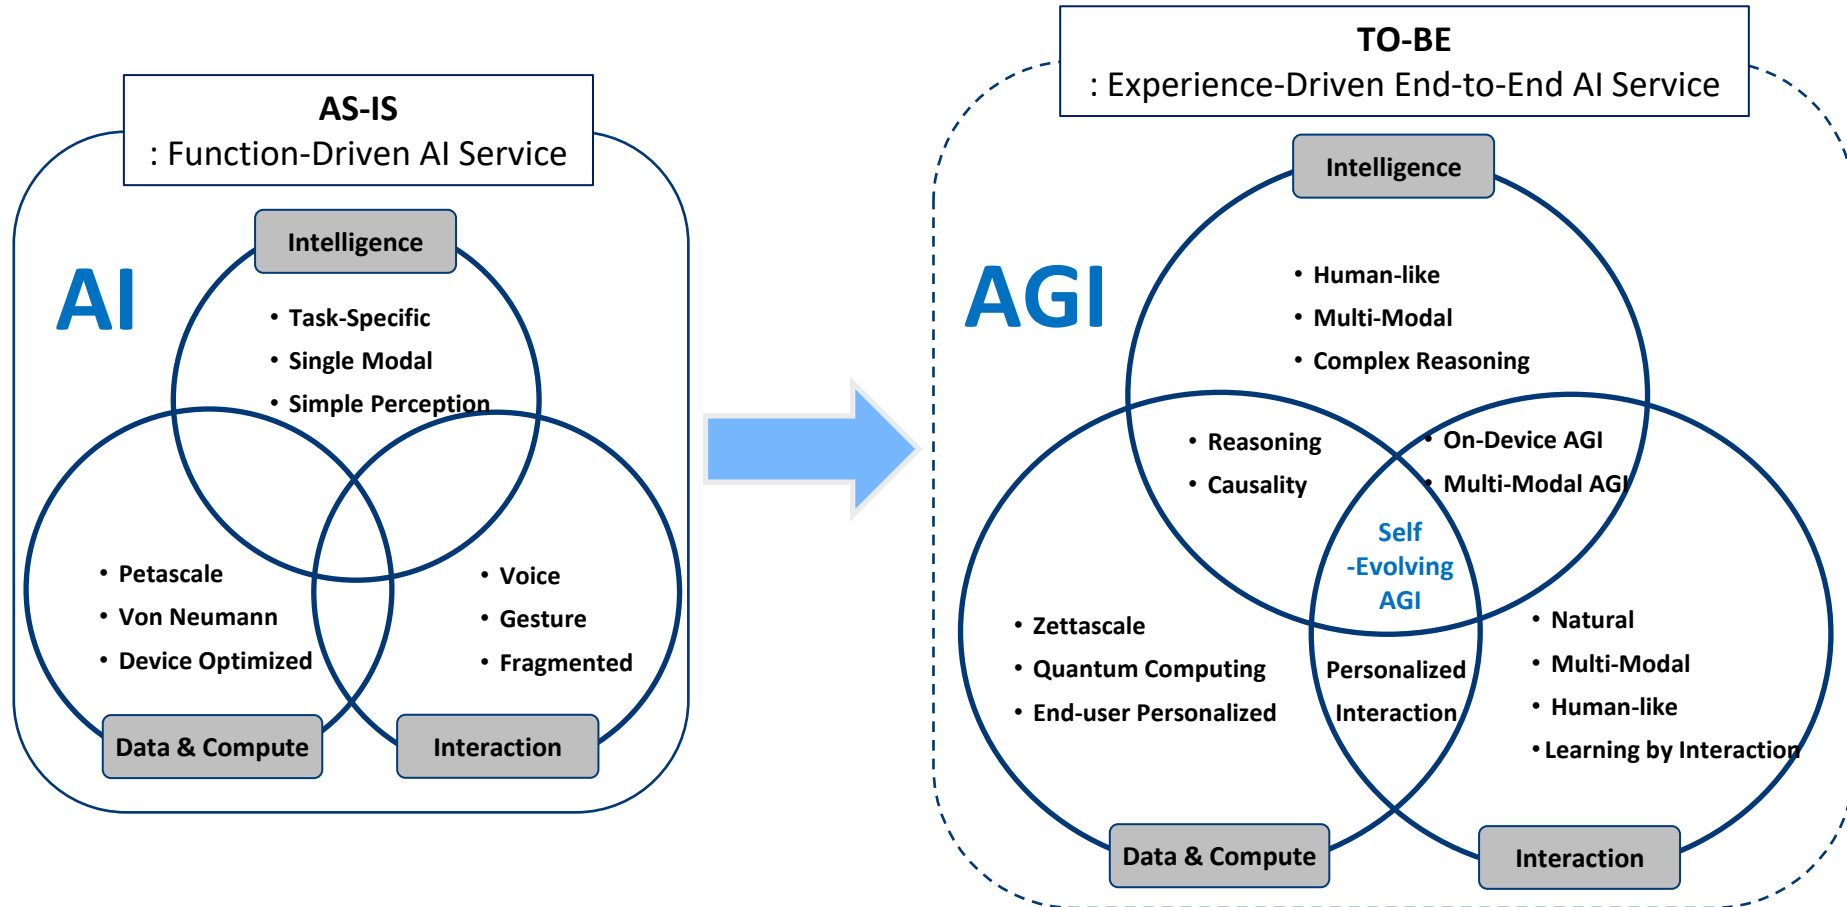 AS-IS
: Function-Driven AI Service
AI
Intelligence
• Task-Specific
• Single Modal
• Simple Perception
• Petascale
• Von Neumann
• Device Optimized
• Voice
• Gesture
• Fragmented
Data & Compute
Interaction
TO-BE
: Experience-Driven End-to-End AI Service
AGI
Intelligence
• Human-like
• Multi-Modal
• Complex Reasoning
• Reasoning
• Causality
• On-Device AGI
• Multi-Modal AGI
Self
-Evolving
AGI
• Zettascale
• Quantum Computing
• End-user Personalized
Personalized
Interaction
• Natural
• Multi-Modal
• Human-like
• Learning by Interaction
Data & Compute
Interaction